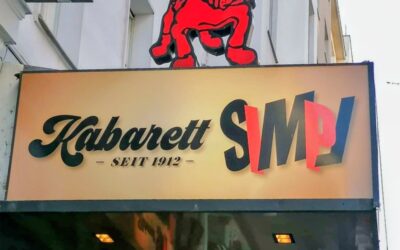 Kabarett SIMPL
- SEIT 1912 -